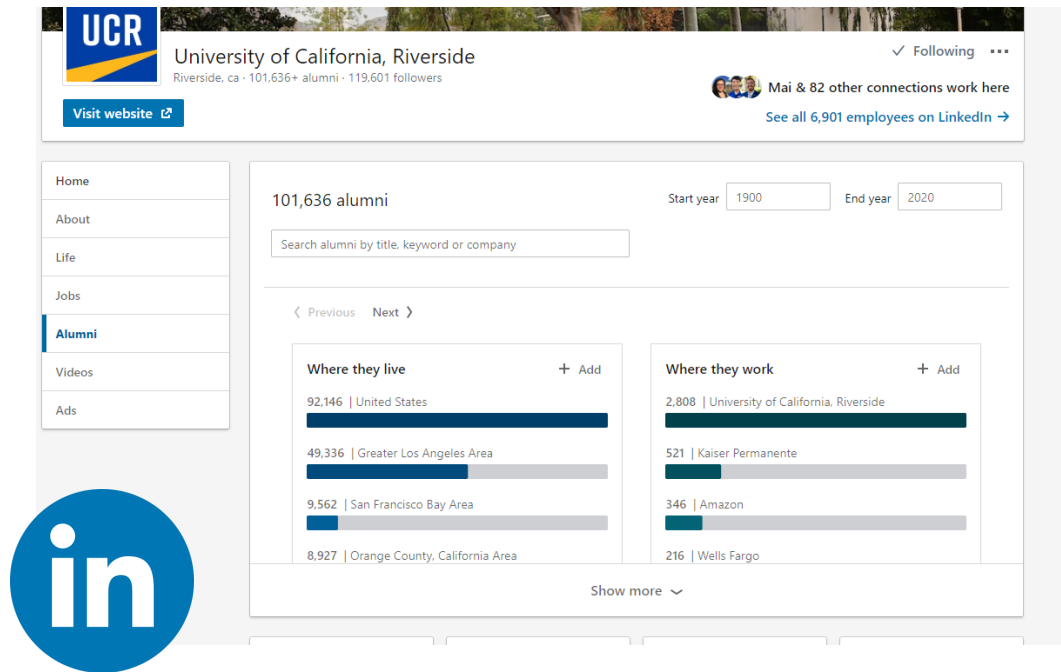 UCR
University of California, Riverside
Riverside, ca · 101,636+ alumni · 119,601 followers
Following
Mai & 82 other connections work here
Visit website
See all 6,901 employees on LinkedIn →
Home
About
Life
Jobs
Alumni
Videos
Ads
101,636 alumni
Start year 1900 End year 2020
Search alumni by title, keyword or company
Previous Next
Where they live + Add
92,146 | United States
49,336 | Greater Los Angeles Area
9,562 | San Francisco Bay Area
8,927 | Orange County, California Area
Where they work + Add
2,808 | University of California, Riverside
521 | Kaiser Permanente
346 | Amazon
216 | Wells Fargo
Show more
in